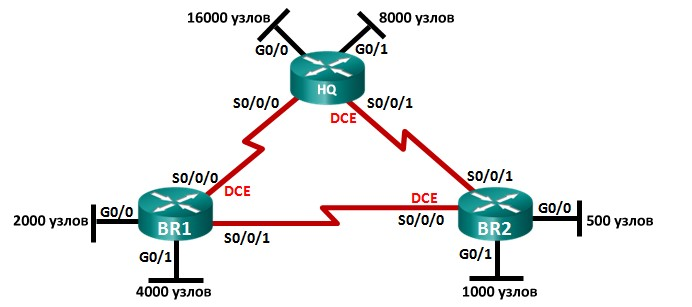 16000 узлов
8000 узлов
G0/0
G0/1
HQ
S0/0/0
S0/0/1
DCE
S0/0/0
S0/0/1
DCE
DCE
2000 узлов
G0/0
BR1
S0/0/1
S0/0/0
BR2
G0/0
500 узлов
G0/1
G0/1
4000 узлов
1000 узлов